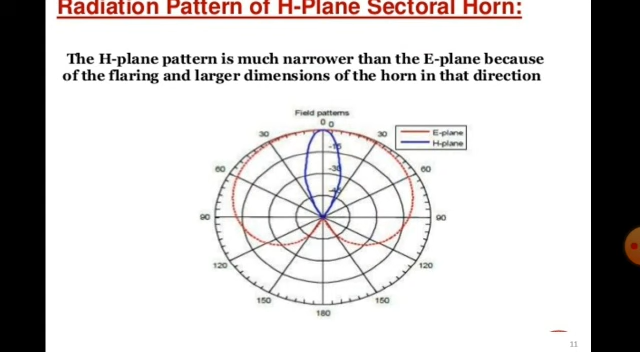 Radiation Pattern of H-Plane Sectoral Horn:
The H-plane pattern is much narrower than the E-plane because
of the flaring and larger dimensions of the horn in that direction
Field patterns
0 0
30 30
E-plane
H-plane
-15
60 60
-30
90 90
120 120
150 150
180
11